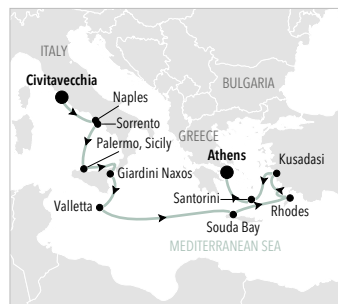 ITALY
Civitavecchia
Naples
BULGARIA
Sorrento
Palermo, Sicily
GREECE
Athens
Kusadasi
Giardini Naxos
Santorini
Valletta
Rhodes
Souda Bay
MEDITERRANEAN SEA